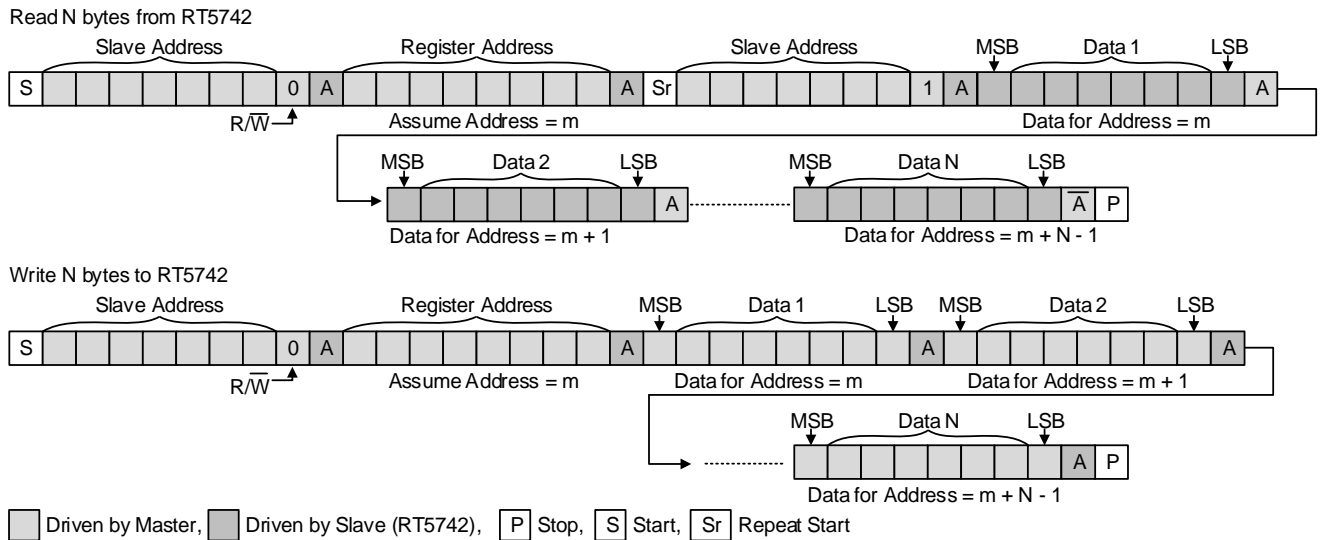 Read N bytes from RT5742
Slave Address Register Address Slave Address MSB Data 1 LSB
S 0 A A Sr 1 A A
R/W̅ Assume Address = m Data for Address = m
MSB Data 2 LSB MSB Data N LSB
A A̅ P
Data for Address = m + 1 Data for Address = m + N - 1
Write N bytes to RT5742
Slave Address Register Address MSB Data 1 LSB MSB Data 2 LSB
S 0 A A A A
R/W̅ Assume Address = m Data for Address = m Data for Address = m + 1
MSB Data N LSB
A P
Data for Address = m + N - 1
Driven by Master, Driven by Slave (RT5742), P Stop, S Start, Sr Repeat Start